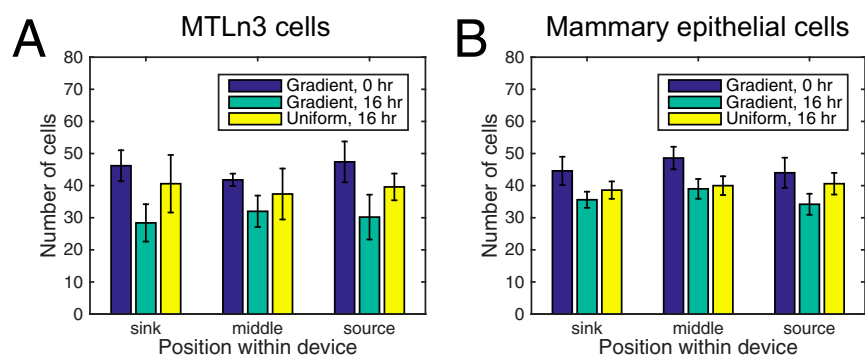 A
MTLn3 cells
80
70
60
50
40
30
20
10
0
Number of cells
Gradient, 0 hr
Gradient, 16 hr
Uniform, 16 hr
sink middle source
Position within device
B
Mammary epithelial cells
80
70
60
50
40
30
20
10
0
Number of cells
Gradient, 0 hr
Gradient, 16 hr
Uniform, 16 hr
sink middle source
Position within device